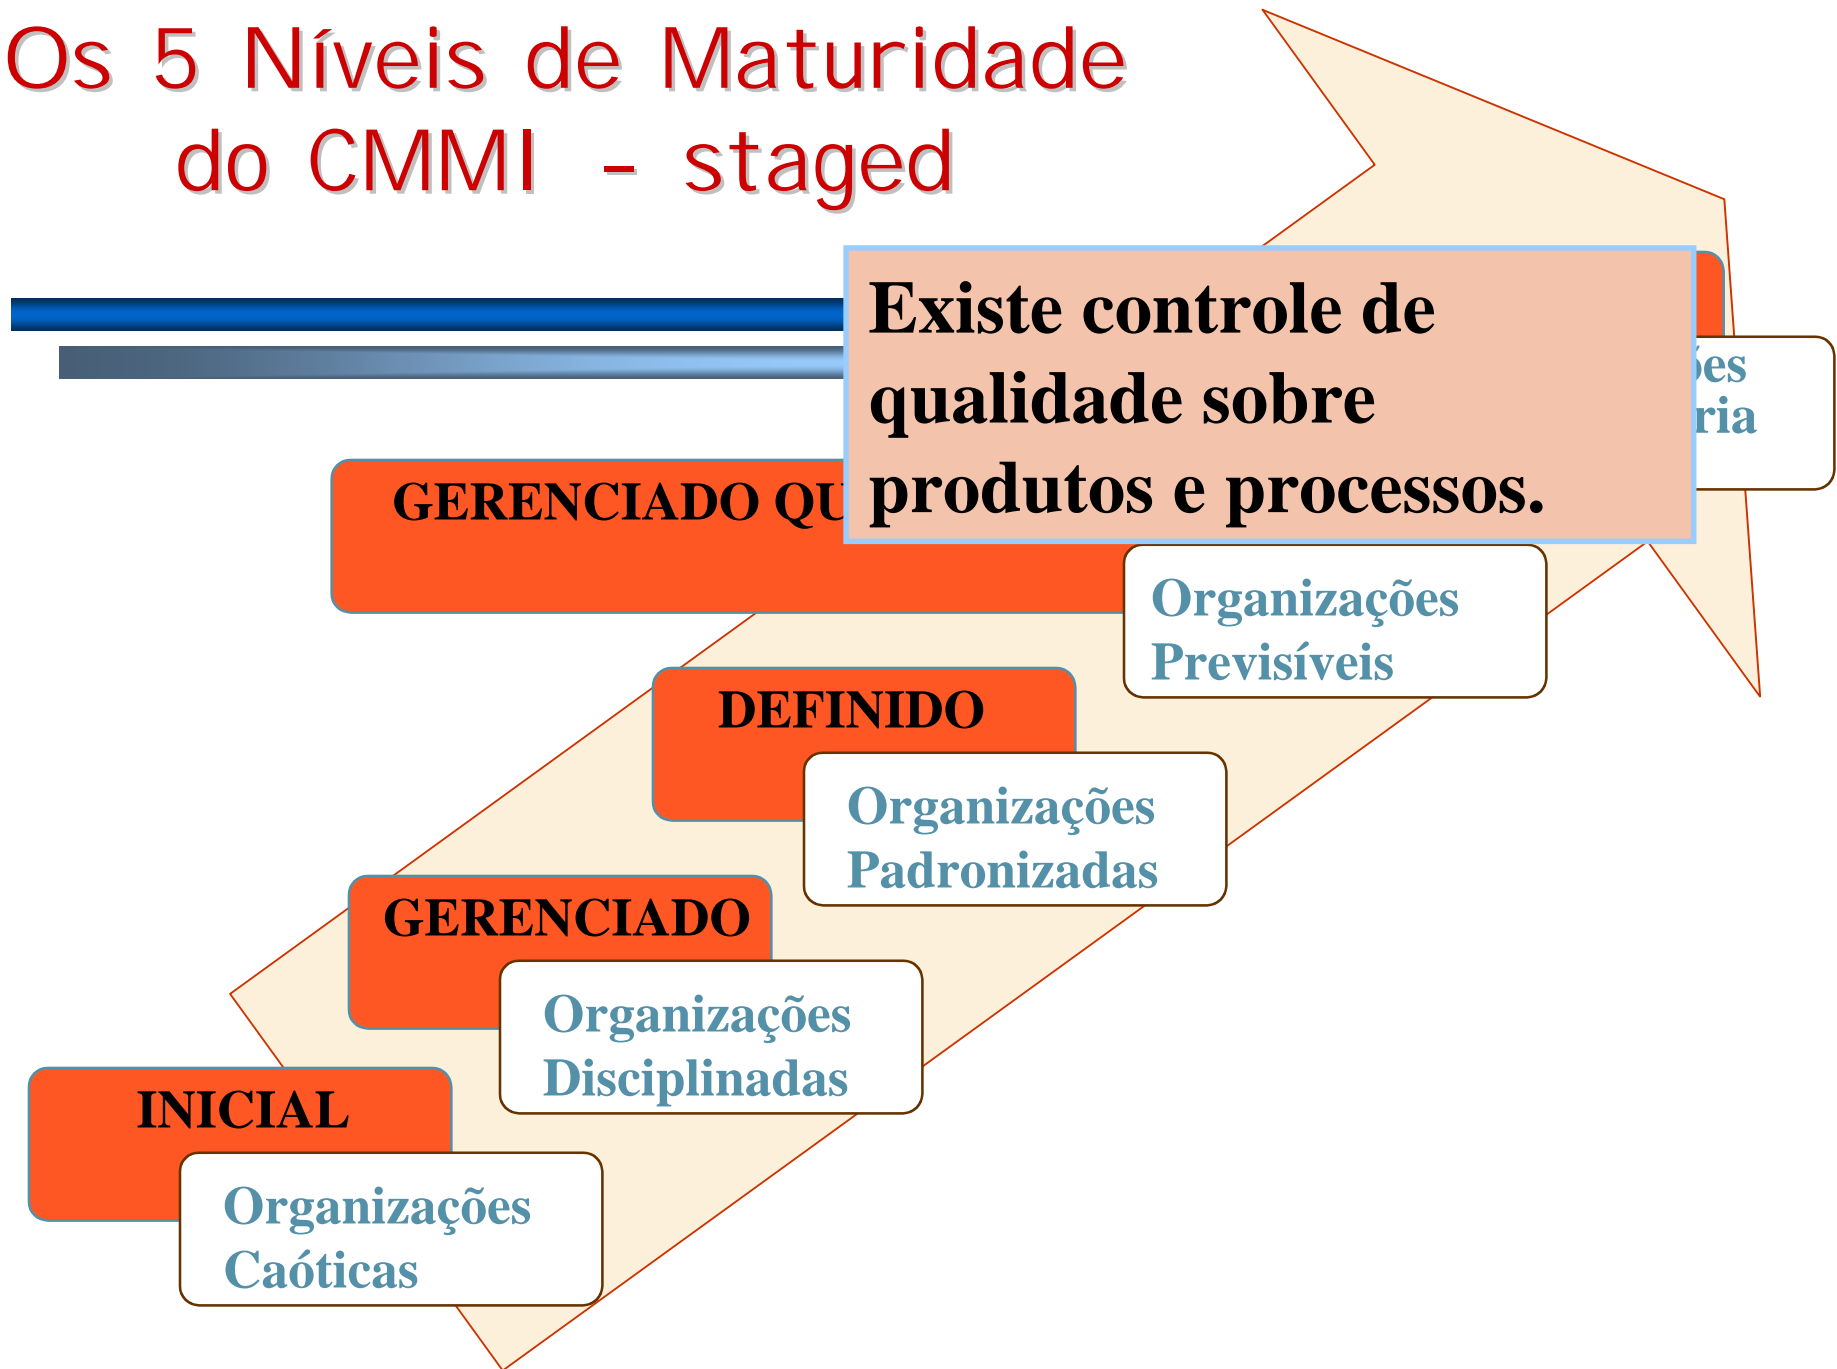 Os 5 Níveis de Maturidade
do CMMI - staged
Existe controle de
qualidade sobre
produtos e processos.
GERENCIADO
Organizações
Previsíveis
DEFINIDO
Organizações
Padronizadas
GERENCIADO
Organizações
Disciplinadas
INICIAL
Organizações
Caóticas